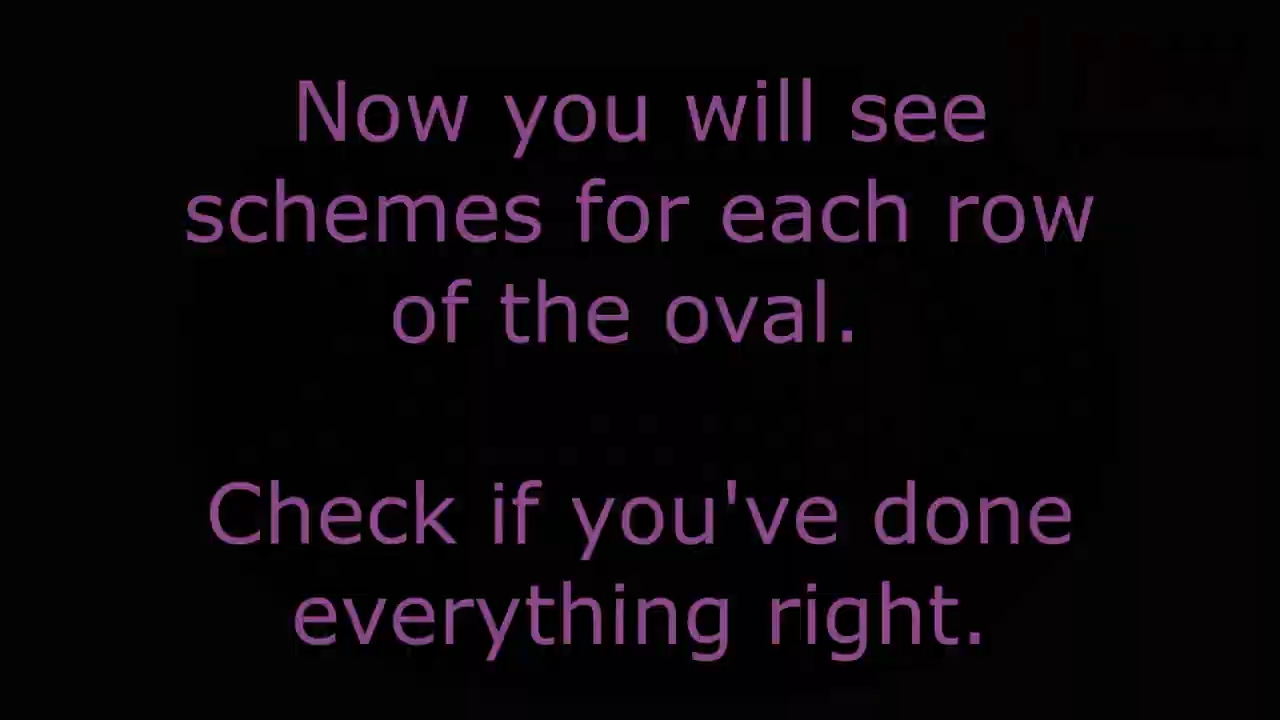 Now you will see
schemes for each row
of the oval.
Check if you've done
everything right.